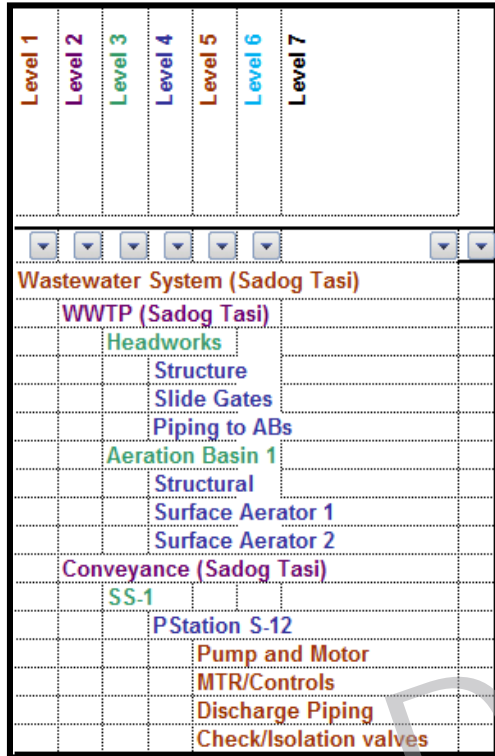 Level 1
Level 2
Level 3
Level 4
Level 5
Level 6
Level 7
Wastewater System (Sadog Tasi)
WWTP (Sadog Tasi)
Headworks
Structure
Slide Gates
Piping to ABs
Aeration Basin 1
Structural
Surface Aerator 1
Surface Aerator 2
Conveyance (Sadog Tasi)
SS-1
PStation S-12
Pump and Motor
MTR/Controls
Discharge Piping
Check/Isolation valves